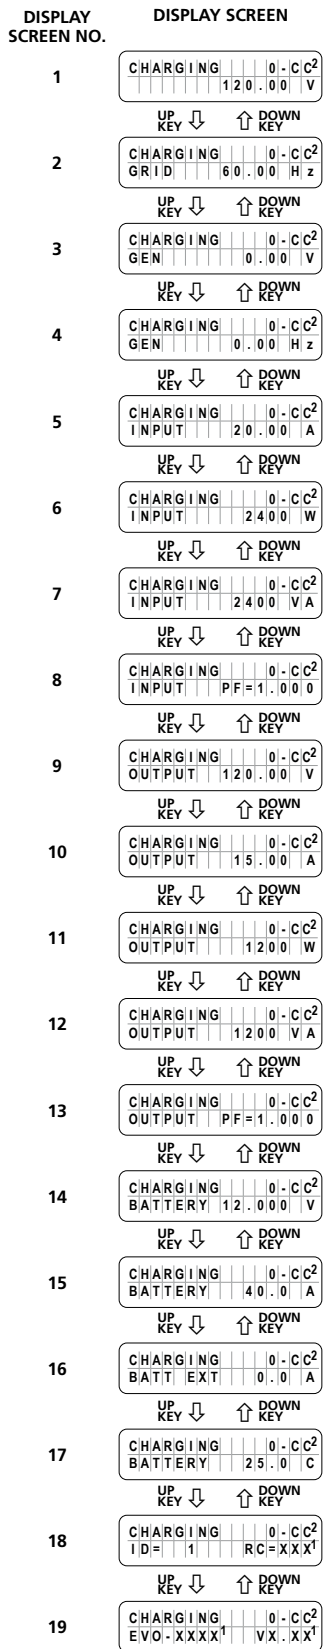 DISPLAY SCREEN NO.
DISPLAY SCREEN
1
CHARGING 0-CC2
120.00 V
UP KEY
DOWN KEY
2
CHARGING 0-CC2
GRID 60.00 Hz
UP KEY
DOWN KEY
3
CHARGING 0-CC2
GEN 0.00 V
UP KEY
DOWN KEY
4
CHARGING 0-CC2
GEN 0.00 Hz
UP KEY
DOWN KEY
5
CHARGING 0-CC2
INPUT 20.00 A
UP KEY
DOWN KEY
6
CHARGING 0-CC2
INPUT 2400 W
UP KEY
DOWN KEY
7
CHARGING 0-CC2
INPUT 2400 VA
UP KEY
DOWN KEY
8
CHARGING 0-CC2
INPUT PF=1.000
UP KEY
DOWN KEY
9
CHARGING 0-CC2
OUTPUT 120.00 V
UP KEY
DOWN KEY
10
CHARGING 0-CC2
OUTPUT 15.00 A
UP KEY
DOWN KEY
11
CHARGING 0-CC2
OUTPUT 1200 W
UP KEY
DOWN KEY
12
CHARGING 0-CC2
OUTPUT 1200 VA
UP KEY
DOWN KEY
13
CHARGING 0-CC2
OUTPUT PF=1.000
UP KEY
DOWN KEY
14
CHARGING 0-CC2
BATTERY 12.000 V
UP KEY
DOWN KEY
15
CHARGING 0-CC2
BATTERY 40.0 A
UP KEY
DOWN KEY
16
CHARGING 0-CC2
BATT EXT 0.0 A
UP KEY
DOWN KEY
17
CHARGING 0-CC2
BATTERY 25.0 C
UP KEY
DOWN KEY
18
CHARGING 0-CC2
ID= 1 RC=XXX1
UP KEY
DOWN KEY
19
CHARGING 0-CC2
EVO-XXXX1 VX.XX1